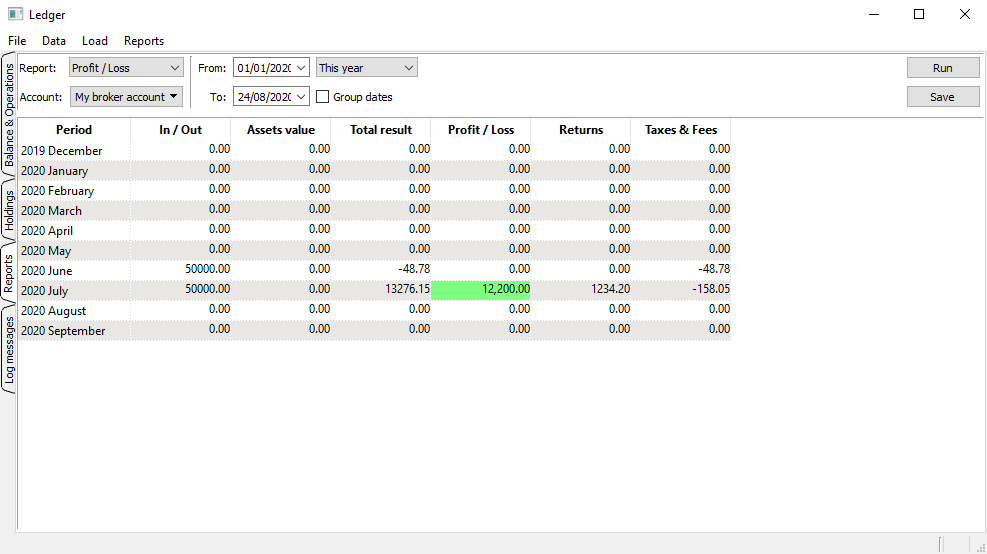 Ledger
File Data Load Reports
Report: Profit / Loss From: 01/01/2020 This year Run
Account: My broker account To: 24/08/2020 Group dates Save
Balance & Operations
Holdings
Reports
Log messages
Period In / Out Assets value Total result Profit / Loss Returns Taxes & Fees
2019 December 0.00 0.00 0.00 0.00 0.00 0.00
2020 January 0.00 0.00 0.00 0.00 0.00 0.00
2020 February 0.00 0.00 0.00 0.00 0.00 0.00
2020 March 0.00 0.00 0.00 0.00 0.00 0.00
2020 April 0.00 0.00 0.00 0.00 0.00 0.00
2020 May 0.00 0.00 0.00 0.00 0.00 0.00
2020 June 50000.00 0.00 -48.78 0.00 0.00 -48.78
2020 July 50000.00 0.00 13276.15 12,200.00 1234.20 -158.05
2020 August 0.00 0.00 0.00 0.00 0.00 0.00
2020 September 0.00 0.00 0.00 0.00 0.00 0.00